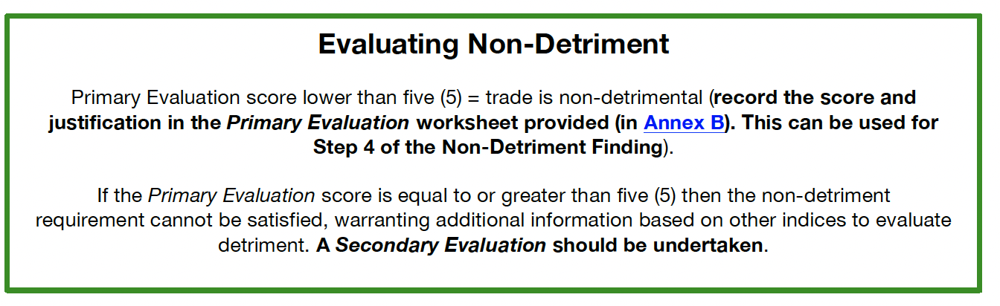 Evaluating Non-Detriment
Primary Evaluation score lower than five (5) = trade is non-detrimental (record the score and
justification in the Primary Evaluation worksheet provided (in Annex B). This can be used for
Step 4 of the Non-Detriment Finding).
If the Primary Evaluation score is equal to or greater than five (5) then the non-detriment
requirement cannot be satisfied, warranting additional information based on other indices to evaluate
detriment. A Secondary Evaluation should be undertaken.